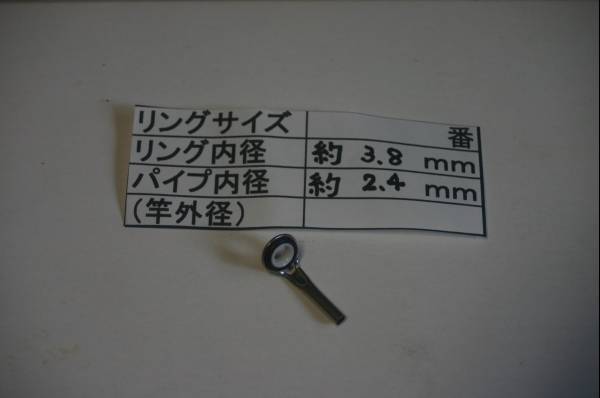 リングサイズ 番
リング内径 約 3.8 mm
パイプ内径 約 2.4 mm
(竿外径)